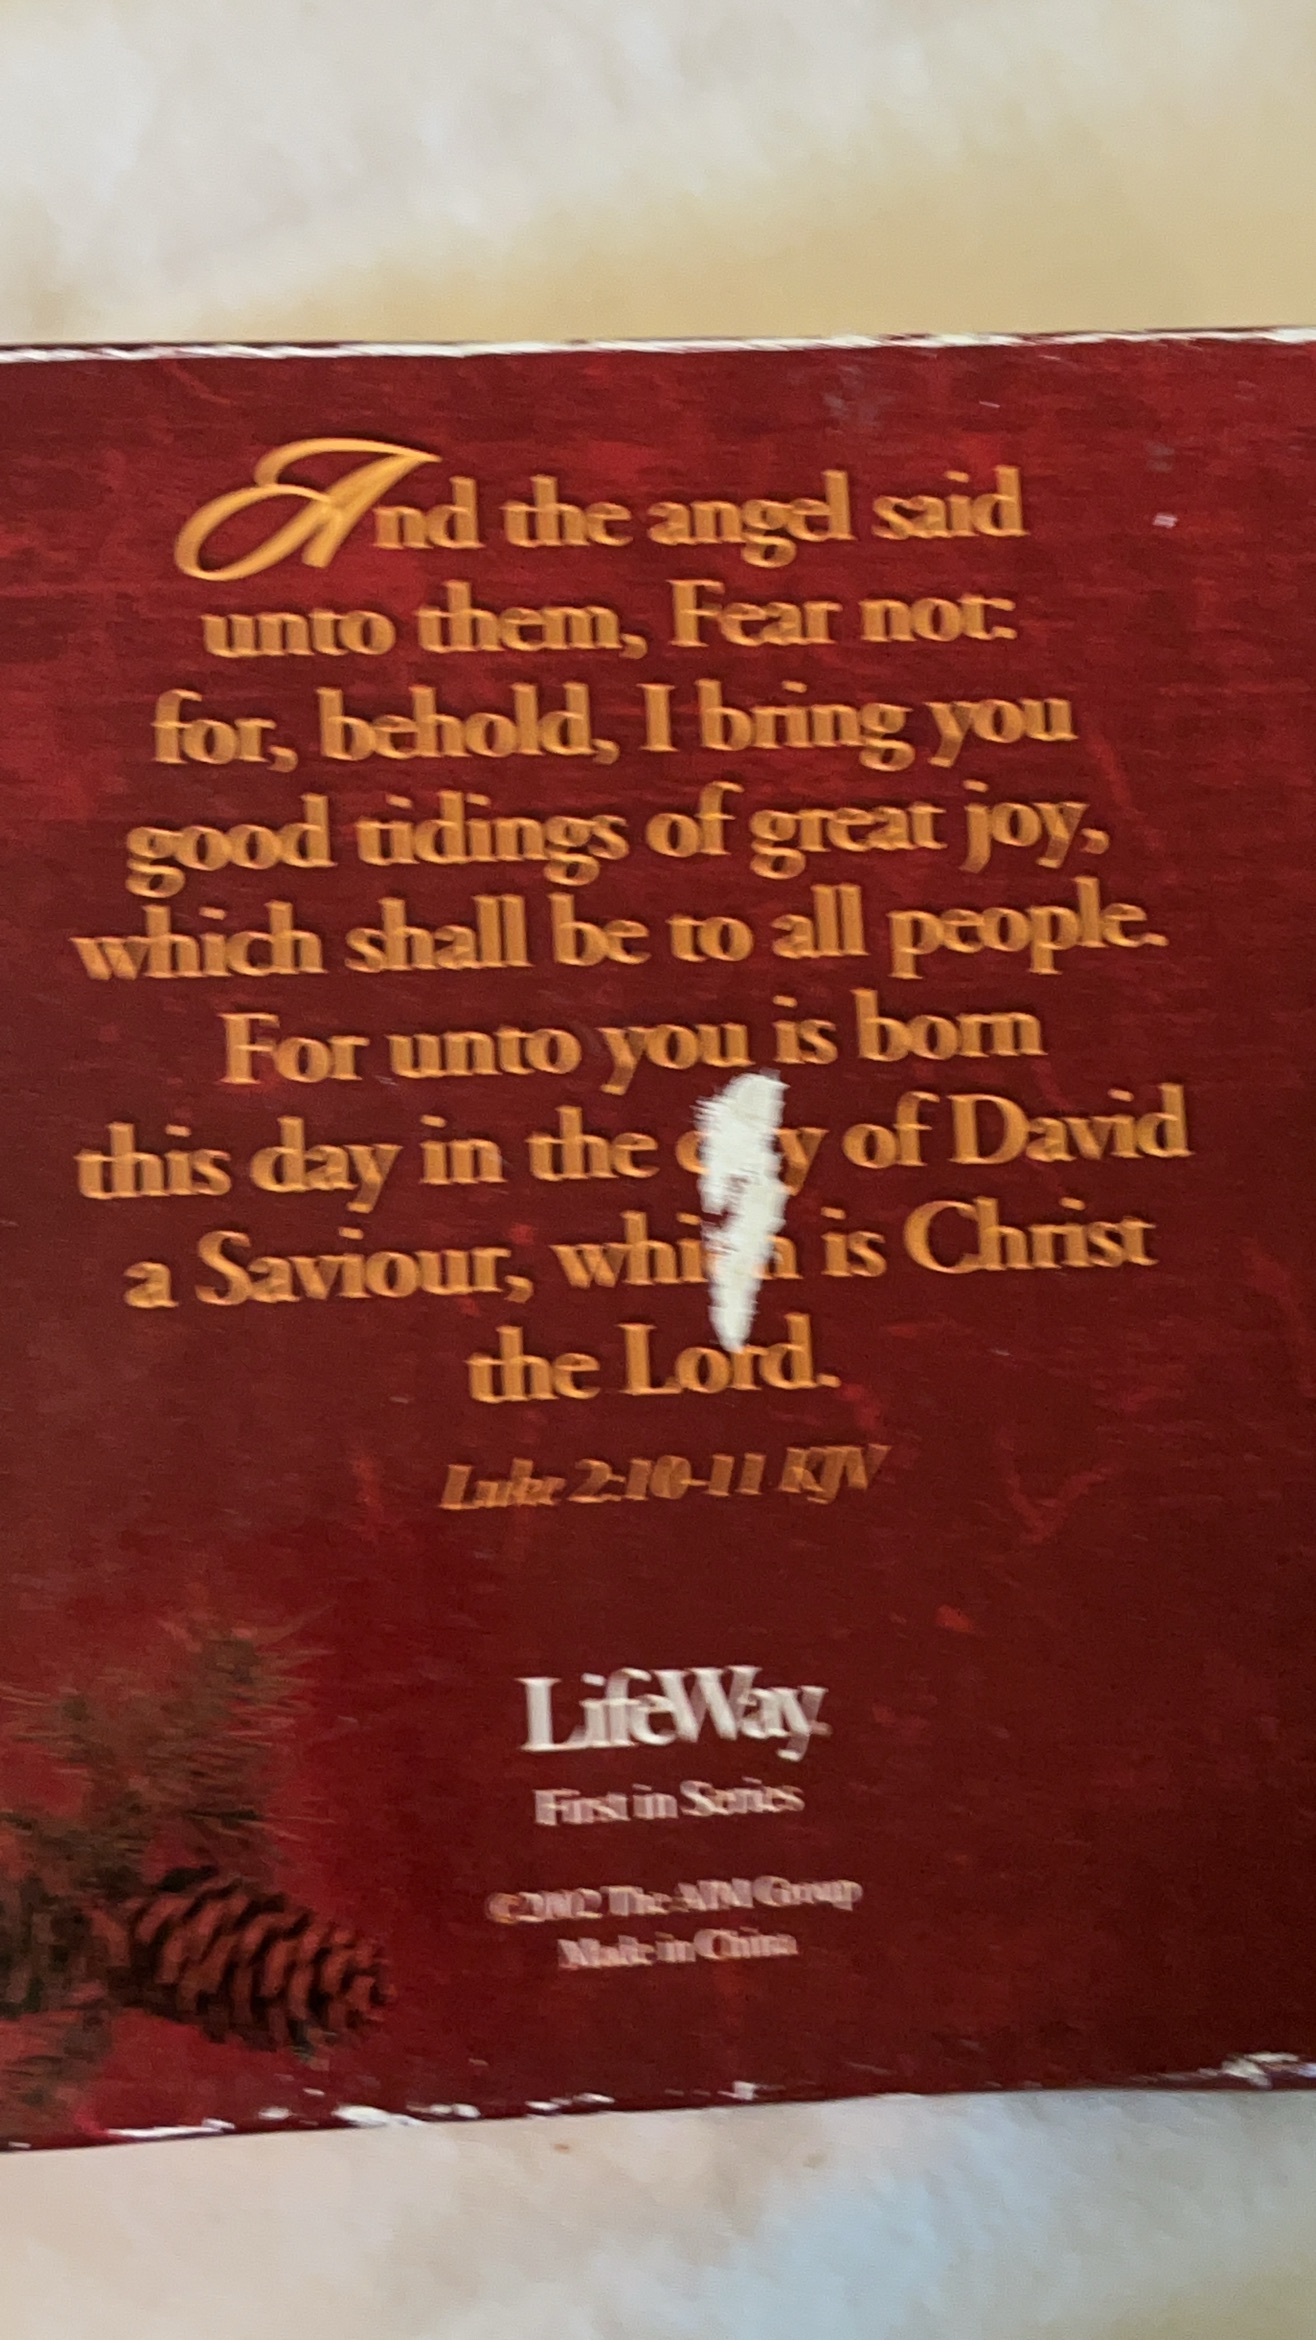 And the angel said
unto them, Fear not:
for, behold, I bring you
good tidings of great joy,
which shall be to all people.
For unto you is born
this day in the c y of David
a Saviour, whi h is Christ
the Lord.
Luke 2:10-11 KJV
LifeWay
First in Series
©2002 The AIM Group
Made in China